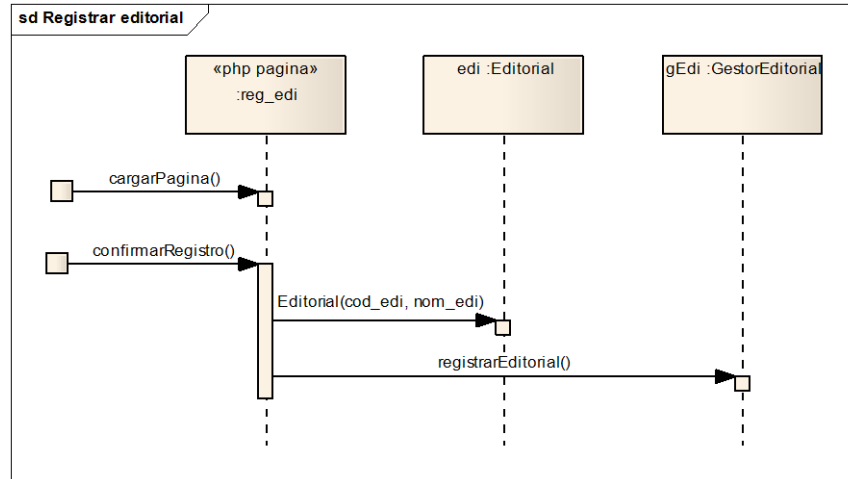 sd Registrar editorial
«php pagina»
:reg_edi
edi :Editorial
gEdi :GestorEditorial
cargarPagina()
confirmarRegistro()
Editorial(cod_edi, nom_edi)
registrarEditorial()